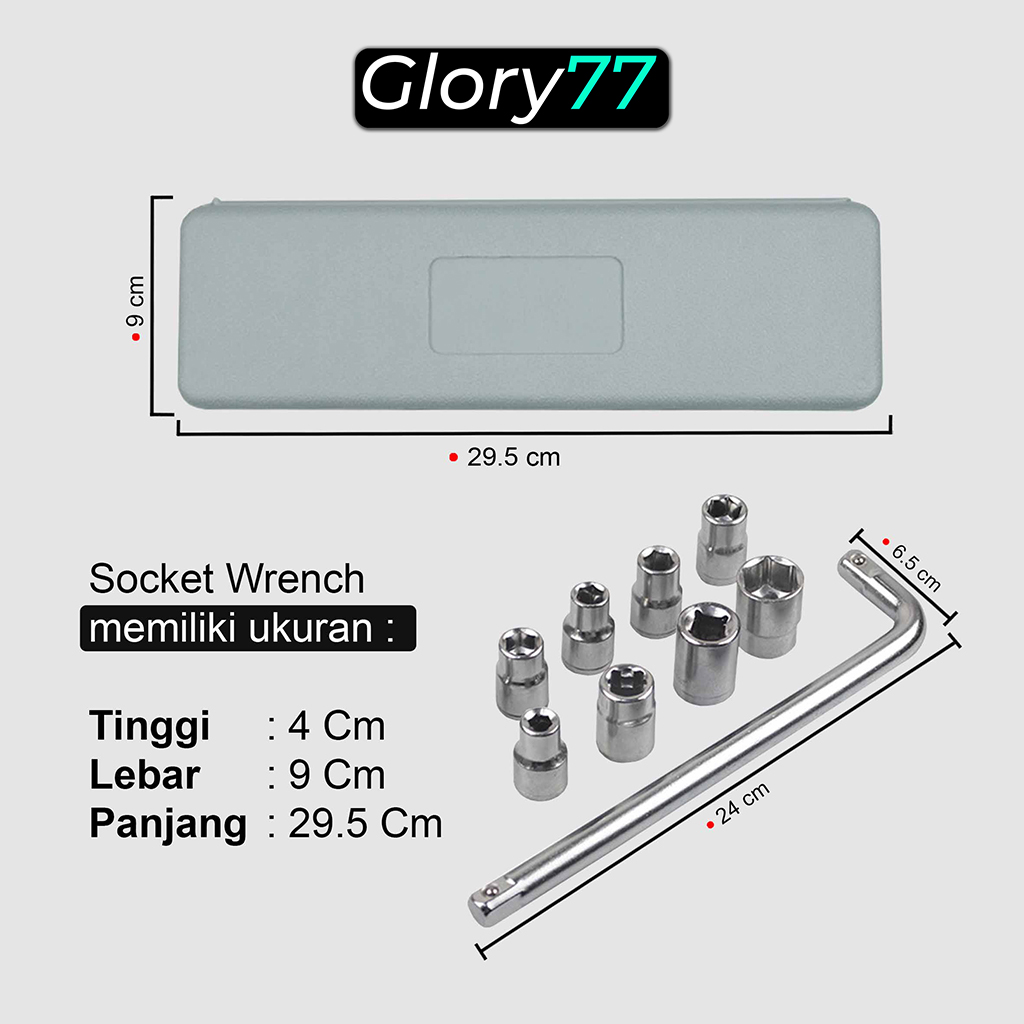 Glory77
9 cm
29.5 cm
6.5 cm
Socket Wrench
memiliki ukuran :
Tinggi : 4 Cm
Lebar : 9 Cm
Panjang : 29.5 Cm
24 cm